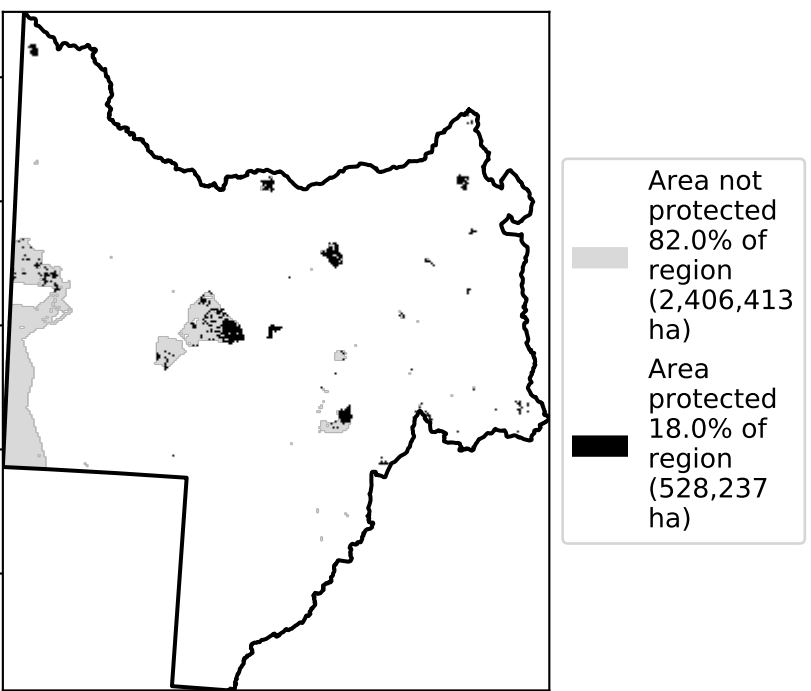 Area not
protected
82.0% of
region
(2,406,413
ha)
Area
protected
18.0% of
region
(528,237
ha)